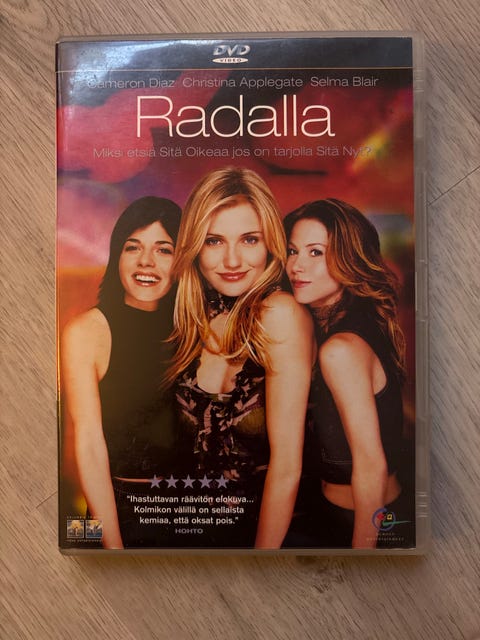 DVD
VIDEO
Cameron Diaz Christina Applegate Selma Blair
Radalla
Miksi etsiä Sitä Oikeaa jos on tarjolla Sitä Nyt?
"Ihastuttavan rääväitön elokuva...
Kolmikon välillä on sellaista
kemiaa, että oksat pois."
HOHTO